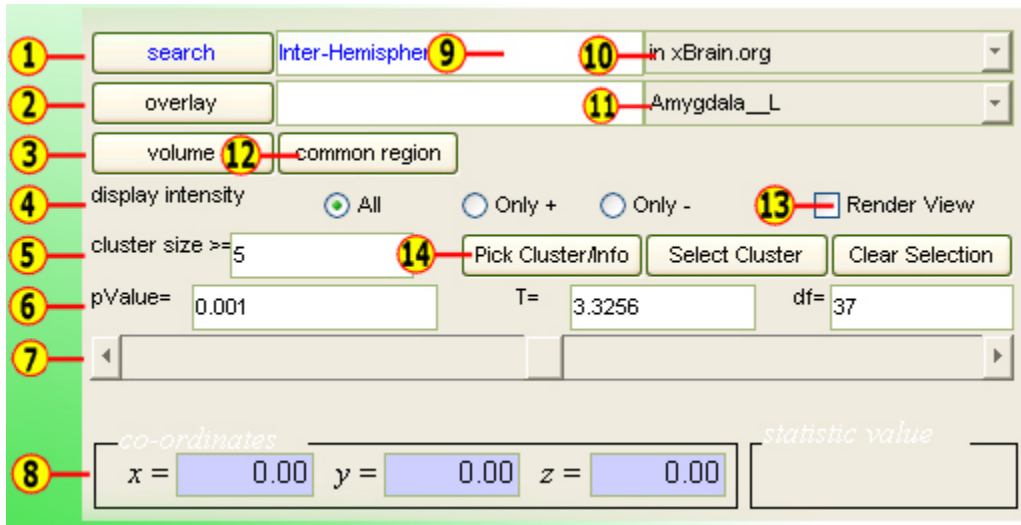 1 search Inter-Hemispher 9 10 in xBrain.org
2 overlay 11 Amygdala__L
3 volume 12 common region
4 display intensity All Only + Only - 13 Render View
5 cluster size >= 5 14 Pick Cluster/Info Select Cluster Clear Selection
6 pValue= 0.001 T= 3.3256 df= 37
7
co-ordinates statistic value
8 x = 0.00 y = 0.00 z = 0.00